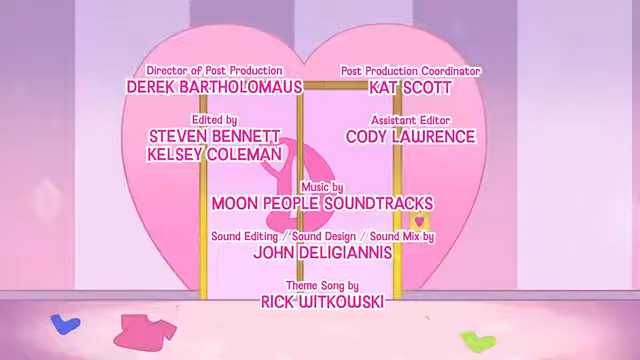 Director of Post Production
DEREK BARTHOLOMAUS
Post Production Coordinator
KAT SCOTT
Edited by
STEVEN BENNETT
KELSEY COLEMAN
Assistant Editor
CODY LAWRENCE
Music by
MOON PEOPLE SOUNDTRACKS
Sound Editing / Sound Design / Sound Mix by
JOHN DELIGIANNIS
Theme Song by
RICK WITKOWSKI